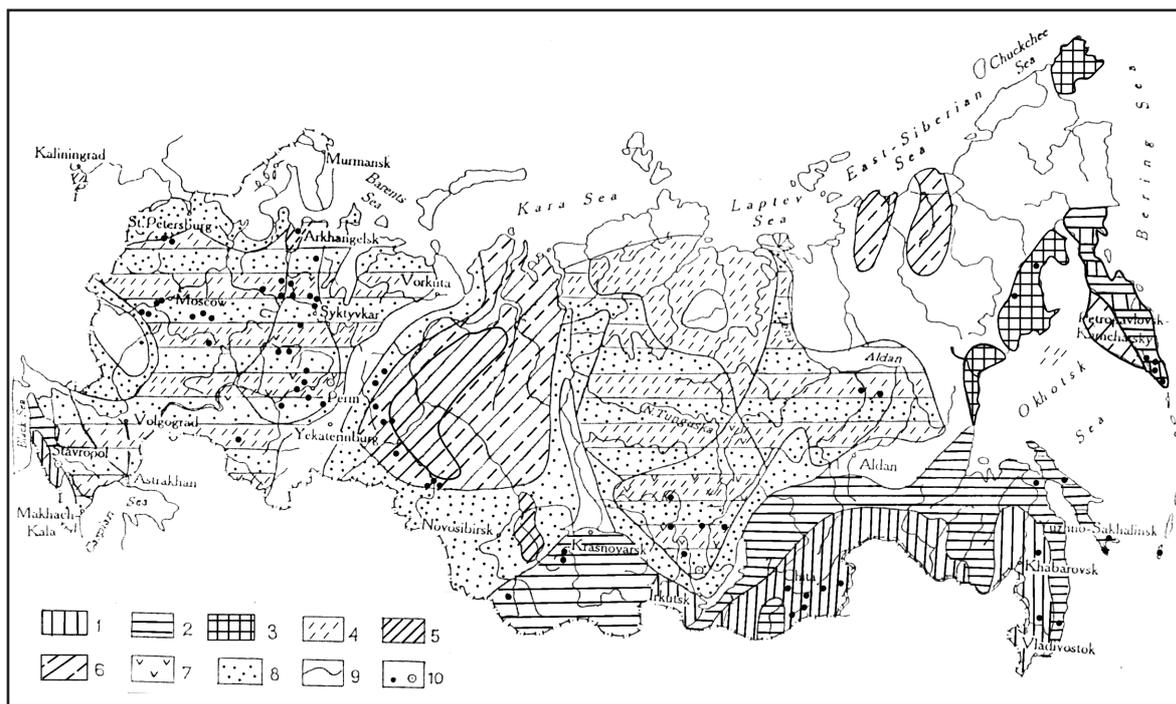 Chuckchee
Sea
Bering Sea
East-Siberian
Sea
Kaliningrad
Murmansk
Barents
Sea
Kara Sea
Laptev
Sea
St.Petersburg
Arkhangelsk
Vorkuta
Moscow
Syktyvkar
Petropavlovsk-
Kamcharsky
Aldan
Okhotsk
Sea
Black Sea
Perm
N.Tunguska
Volgograd
Yekaterinburg
Stavropol
Aldan
Astrakhan
Makhach-
Kala
Caspian
Sea
Novosibirsk
Yuzhno-Sakhalinsk
Krasnoyarsk
Khabarovsk
Chita
Irkutsk
Vladivostok
1 2 3 4 5
6 7 8 9 10